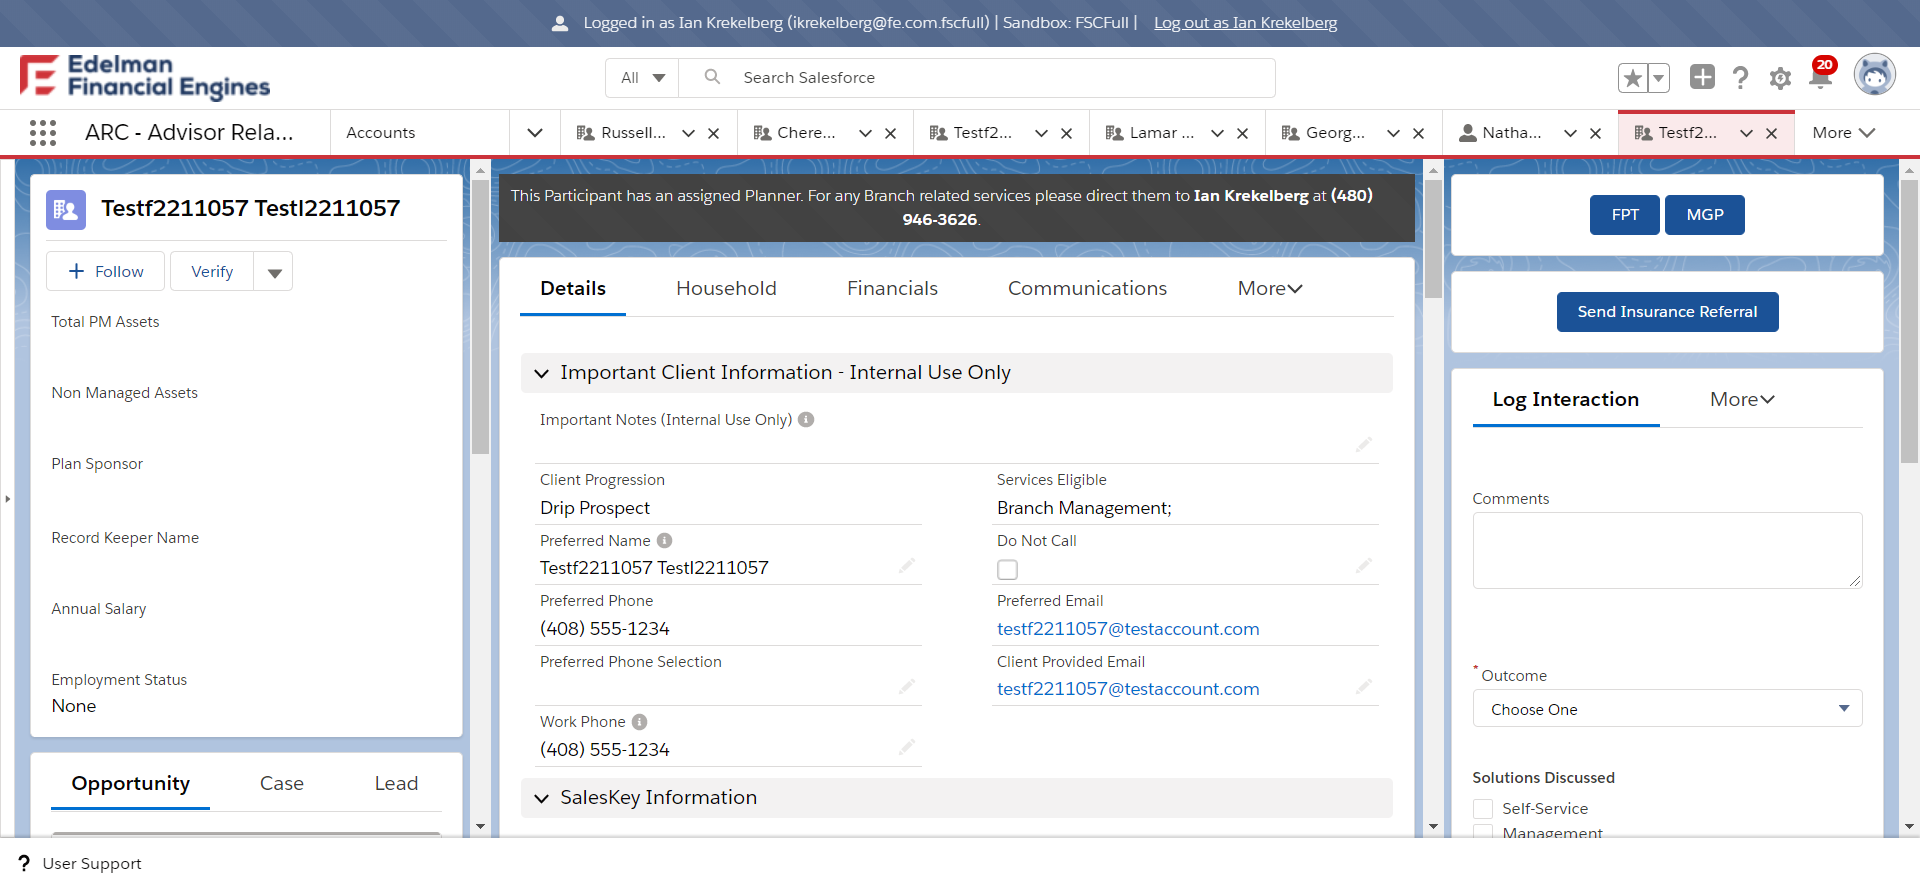 Logged in as Ian Krekelberg (ikrekelberg@fe.com.fscfull) | Sandbox: FSCFull | Log out as Ian Krekelberg
Edelman
Financial Engines
All
Search Salesforce
20
ARC - Advisor Rela...
Accounts
Russell...
Chere...
Testf2...
Lamar ...
Georg...
Natha...
Testf2...
More
Testf2211057 Testl2211057
Follow
Verify
Total PM Assets
Non Managed Assets
Plan Sponsor
Record Keeper Name
Annual Salary
Employment Status
None
Opportunity
Case
Lead
This Participant has an assigned Planner. For any Branch related services please direct them to Ian Krekelberg at (480)
946-3626.
Details
Household
Financials
Communications
More
Important Client Information - Internal Use Only
Important Notes (Internal Use Only)
Client Progression
Drip Prospect
Services Eligible
Branch Management;
Preferred Name
Testf2211057 Testl2211057
Do Not Call
Preferred Phone
(408) 555-1234
Preferred Email
testf2211057@testaccount.com
Preferred Phone Selection
Client Provided Email
testf2211057@testaccount.com
Work Phone
(408) 555-1234
SalesKey Information
FPT
MGP
Send Insurance Referral
Log Interaction
More
Comments
* Outcome
Choose One
Solutions Discussed
Self-Service
Management
? User Support